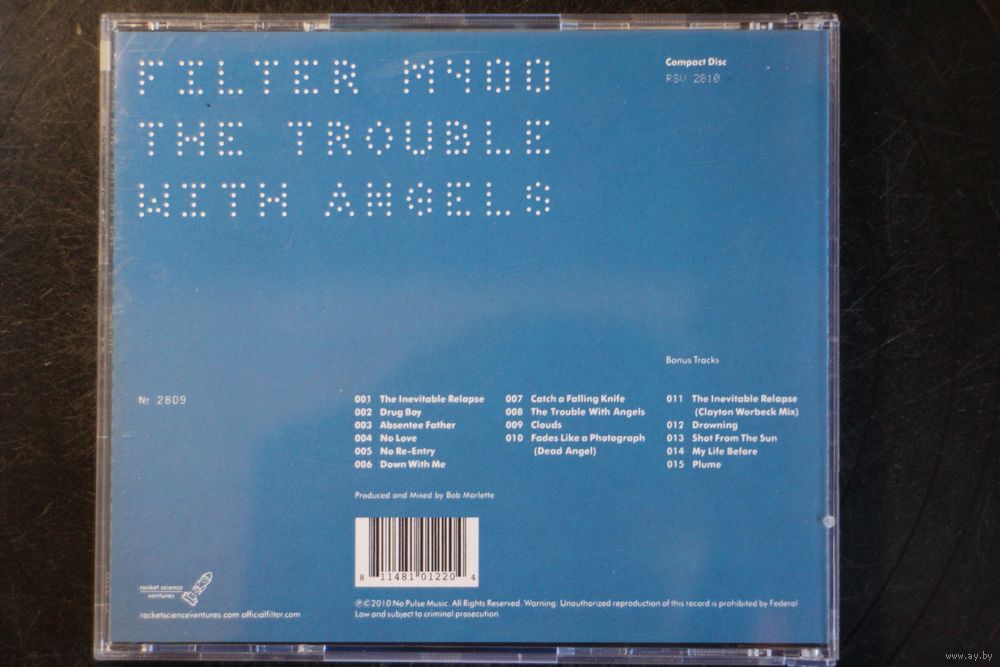 FILTER M400
THE TROUBLE
WITH ANGELS
Compact Disc
RSV 2810
Bonus Tracks
№ 2809
001 The Inevitable Relapse
002 Drug Boy
003 Absentee Father
004 No Love
005 No Re-Entry
006 Down With Me
007 Catch a Falling Knife
008 The Trouble With Angels
009 Clouds
010 Fades Like a Photograph
(Dead Angel)
011 The Inevitable Relapse
(Clayton Worbeck Mix)
012 Drowning
013 Shot From The Sun
014 My Life Before
015 Plume
Produced and Mixed by Bob Marlette
8 11481 01220 4
rocket science
ventures
rocketscienceventures.com officialfilter.com
℗©2010 No Pulse Music. All Rights Reserved. Warning: Unauthorized reproduction of this record is prohibited by Federal
Law and subject to criminal prosecution.
www.ay.by